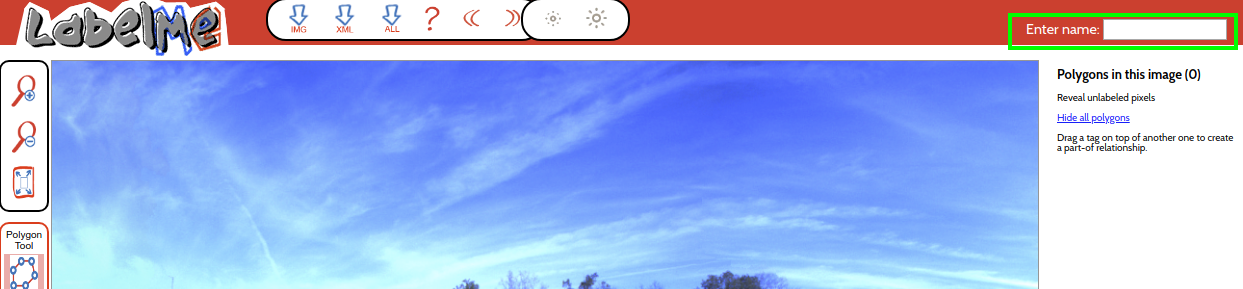 LabelMe
IMG
XML
ALL
?
Enter name:
Polygons in this image (0)
Reveal unlabeled pixels
Hide all polygons
Drag a tag on top of another one to create
a part-of relationship.
Polygon
Tool